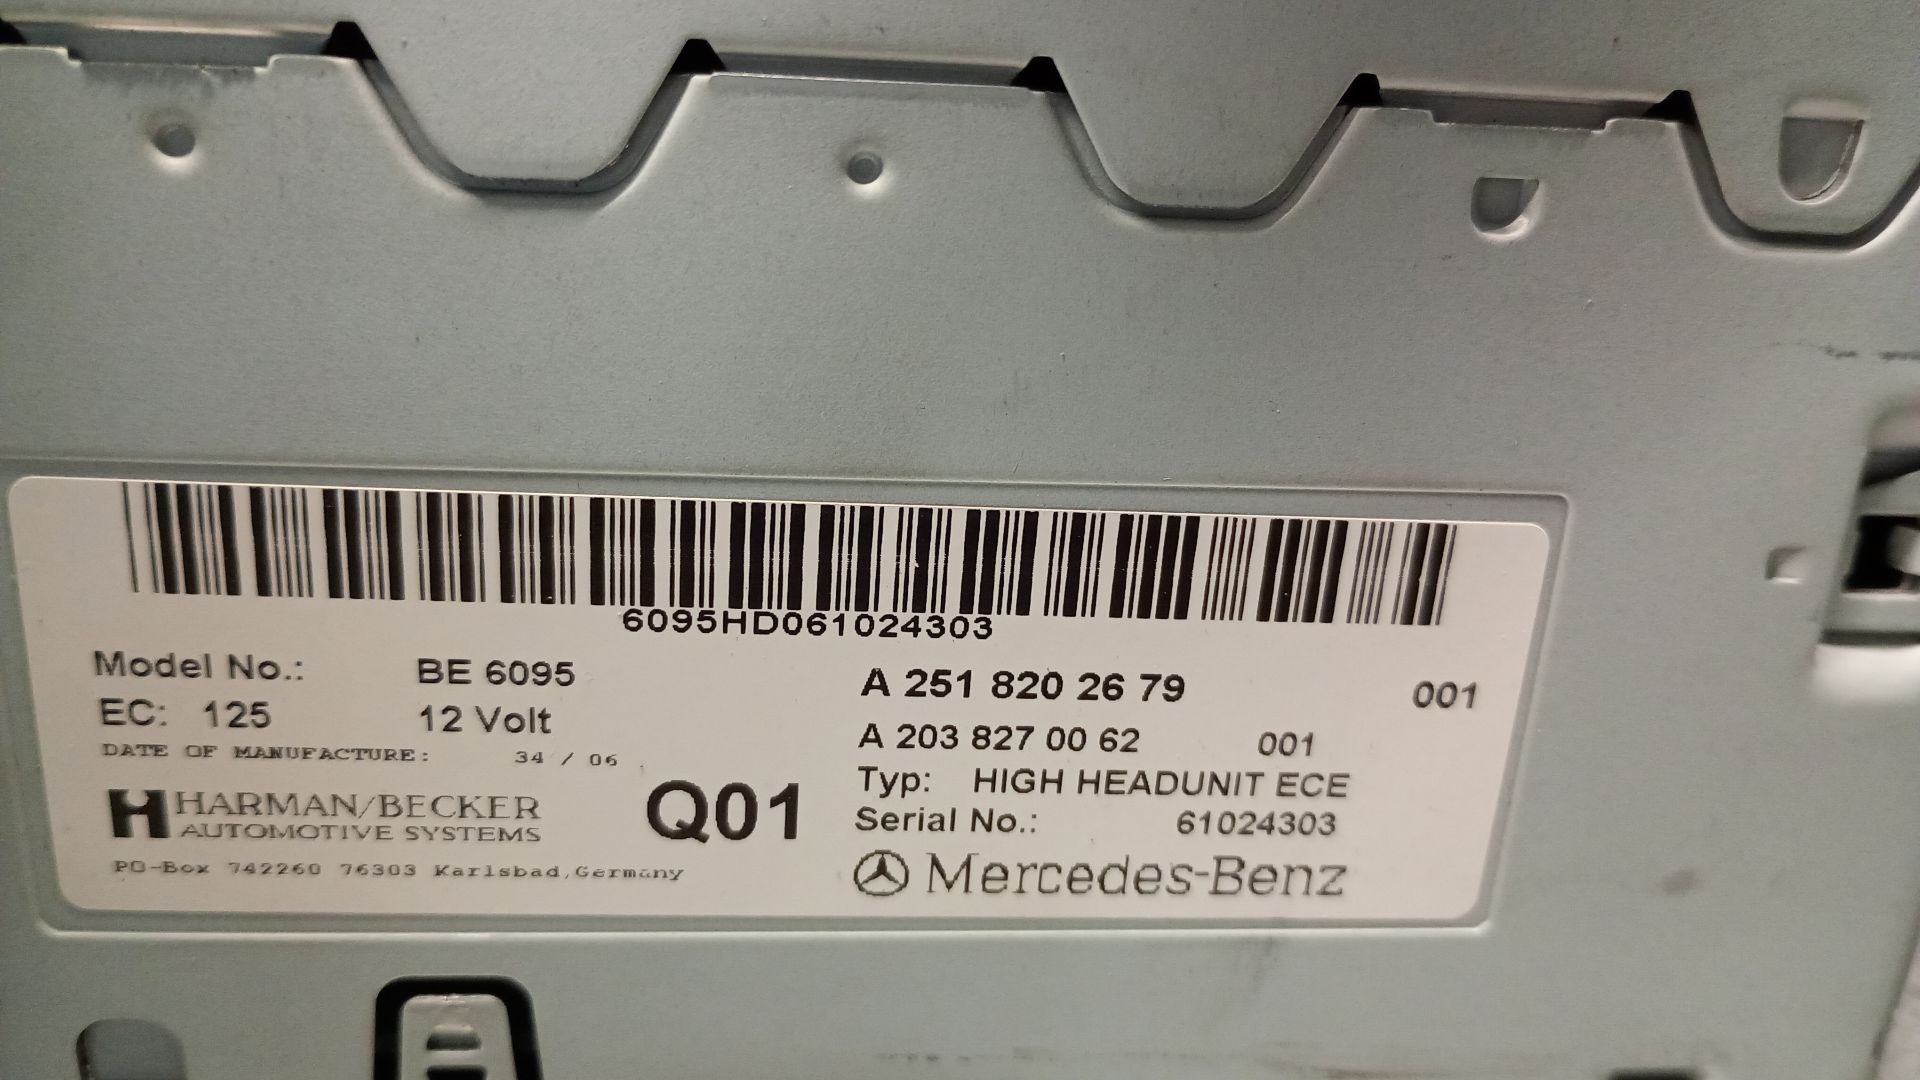 6095HD061024303
Model No.: BE 6095
EC: 125 12 Volt
DATE OF MANUFACTURE: 34 / 06
HARMAN/BECKER
AUTOMOTIVE SYSTEMS
PO-Box 742260 76303 Karlsbad,Germany
Q01
A 251 820 26 79 001
A 203 827 00 62 001
Typ: HIGH HEADUNIT ECE
Serial No.: 61024303
Mercedes-Benz